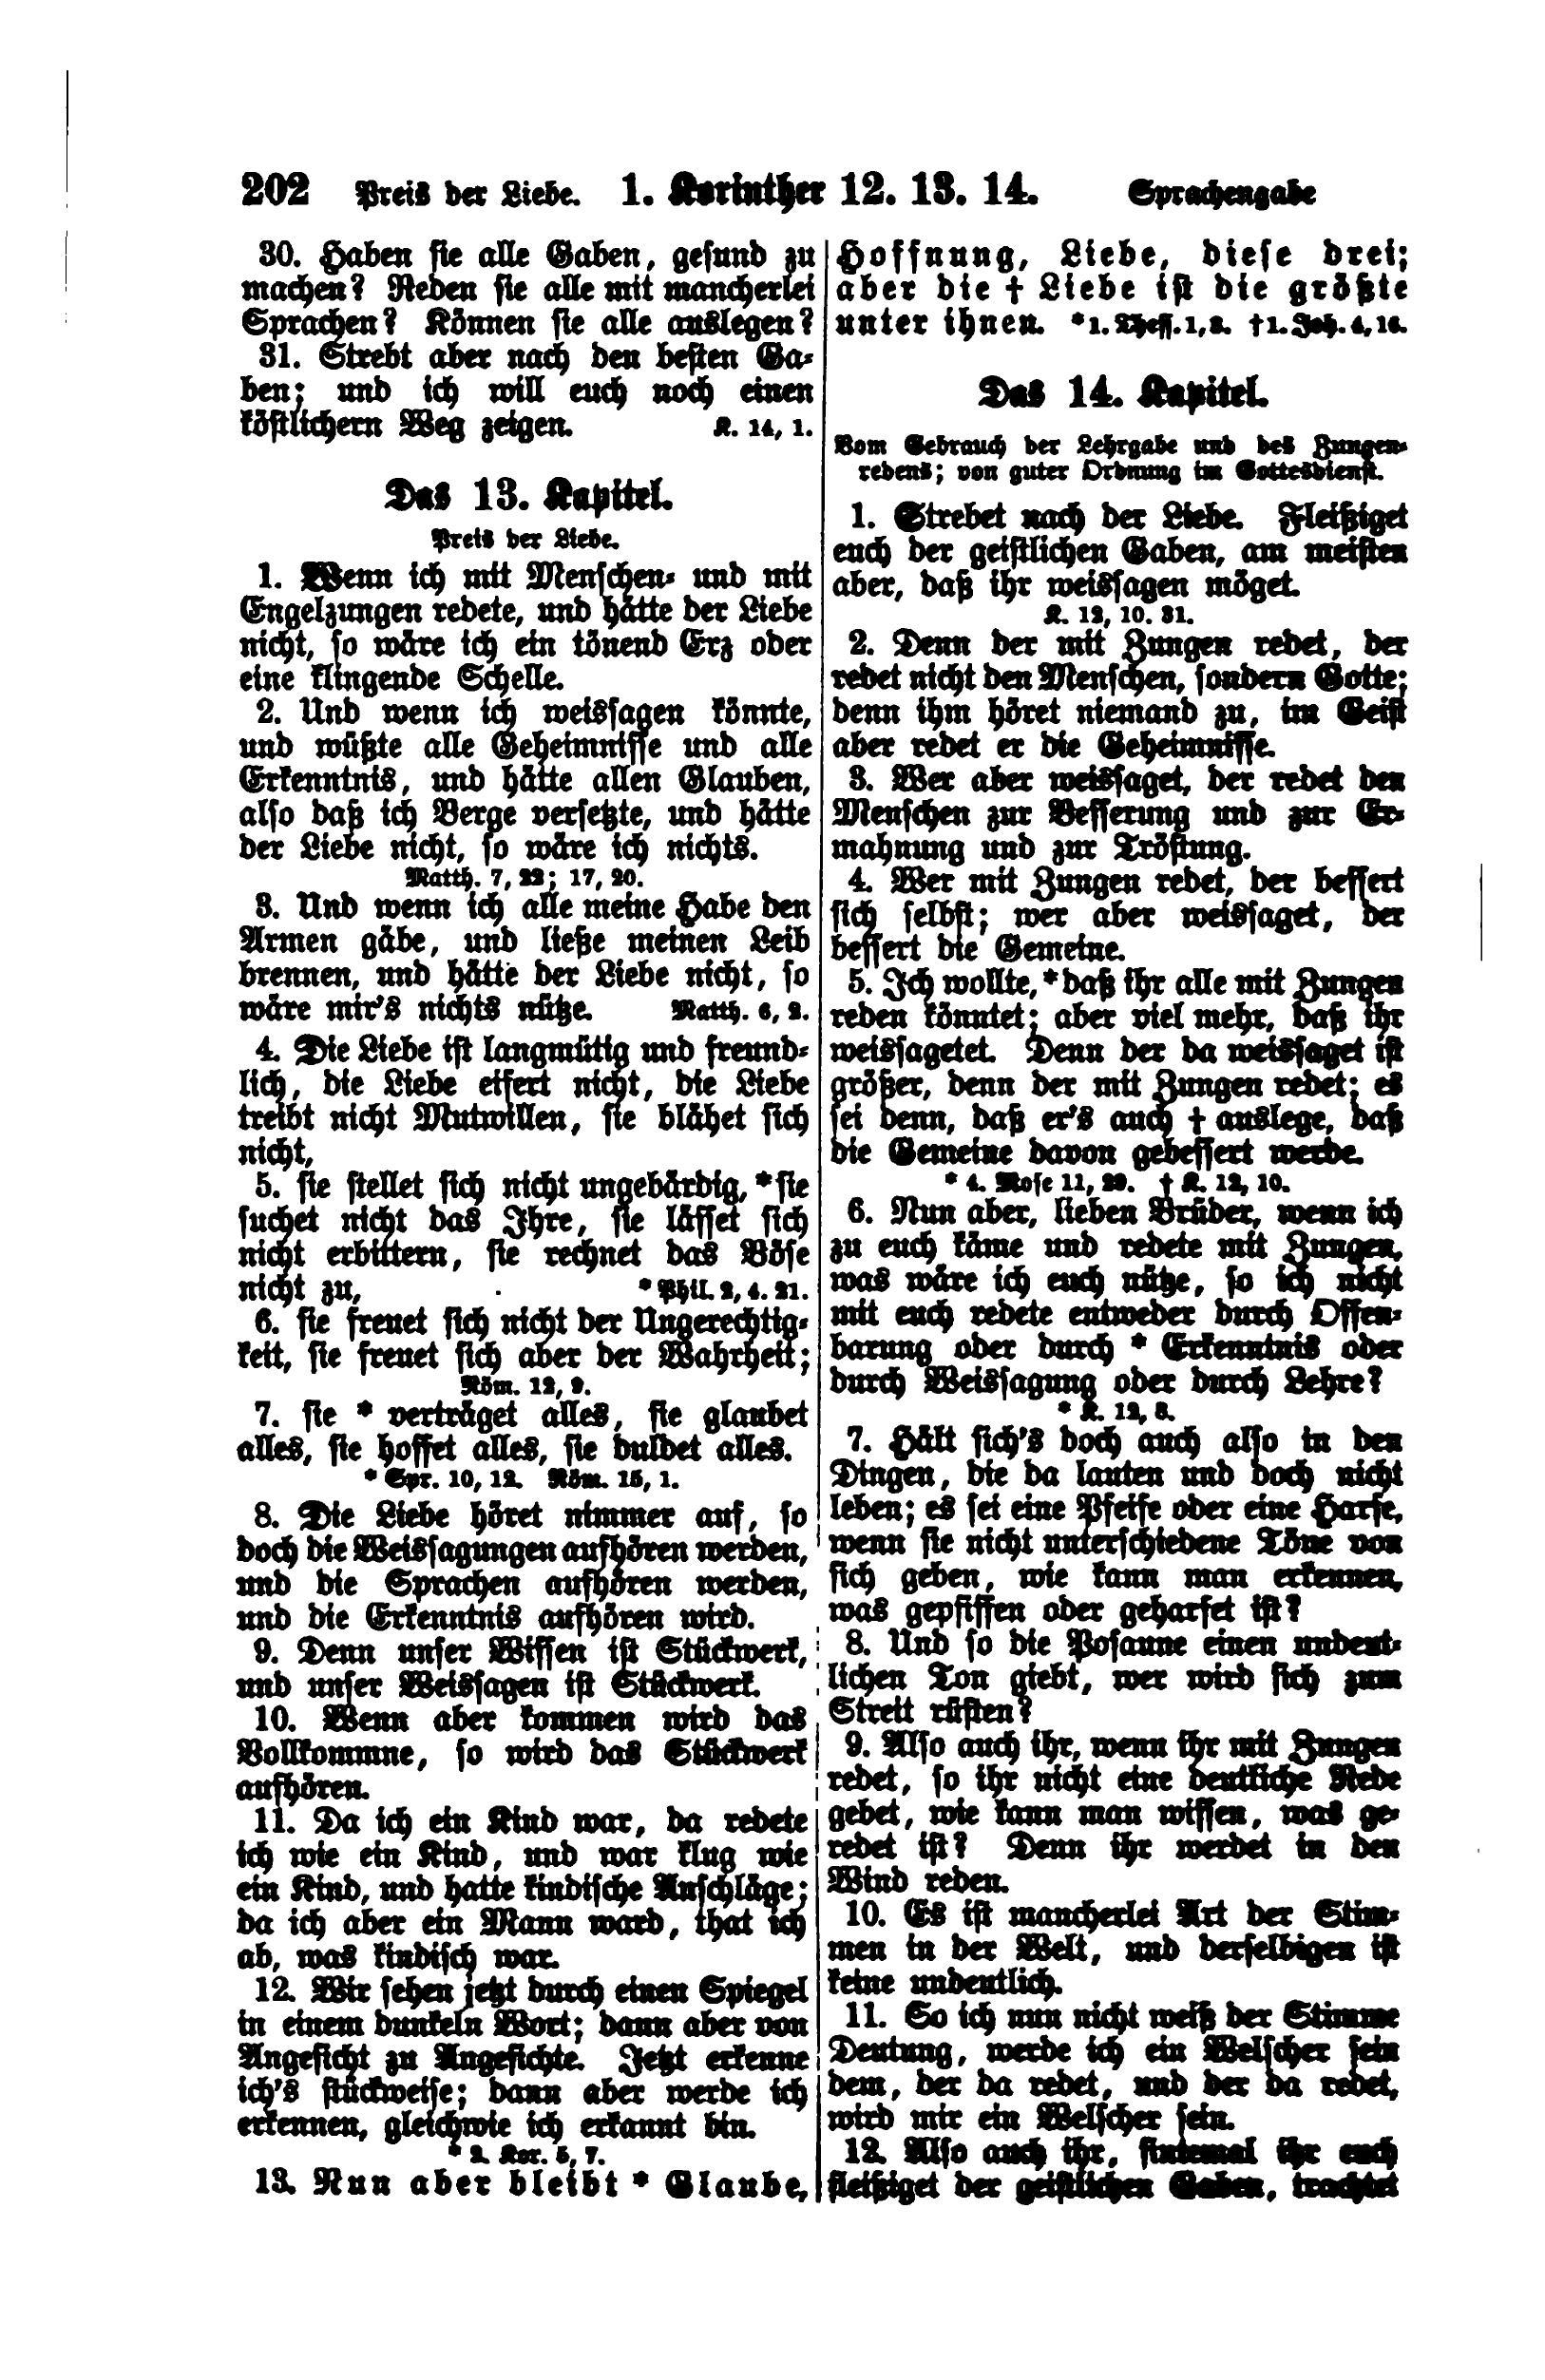 202 Preis der Liebe. 1. Korinther 12. 13. 14. Sprachengabe
30. Haben sie alle Gaben, gesund zu
machen? Reden sie alle mit mancherlei
Sprachen? Können sie alle auslegen?
31. Strebt aber nach den besten Ga-
ben; und ich will euch noch einen
köstlichern Weg zeigen. K. 14, 1.
Das 13. Kapitel.
Preis der Liebe.
1. Wenn ich mit Menschen- und mit
Engelzungen redete, und hätte der Liebe
nicht, so wäre ich ein tönend Erz oder
eine klingende Schelle.
2. Und wenn ich weissagen könnte,
und wüßte alle Geheimnisse und alle
Erkenntnis, und hätte allen Glauben,
also daß ich Berge versetzte, und hätte
der Liebe nicht, so wäre ich nichts.
Matth. 7, 22; 17, 20.
3. Und wenn ich alle meine Habe den
Armen gäbe, und ließe meinen Leib
brennen, und hätte der Liebe nicht, so
wäre mir's nichts nütze. Matth. 6, 2.
4. Die Liebe ist langmütig und freund-
lich, die Liebe eifert nicht, die Liebe
treibt nicht Mutwillen, sie blähet sich
nicht,
5. sie stellet sich nicht ungebärdig, *sie
suchet nicht das Ihre, sie lässet sich
nicht erbittern, sie rechnet das Böse
nicht zu, *Phil. 2, 4. 21.
6. sie freuet sich nicht der Ungerechtig-
keit, sie freuet sich aber der Wahrheit;
Röm. 12, 9.
7. sie * verträget alles, sie glaubet
alles, sie hoffet alles, sie duldet alles.
* Spr. 10, 12. Röm. 15, 1.
8. Die Liebe höret nimmer auf, so
doch die Weissagungen aufhören werden,
und die Sprachen aufhören werden,
und die Erkenntnis aufhören wird.
9. Denn unser Wissen ist Stückwerk,
und unser Weissagen ist Stückwerk.
10. Wenn aber kommen wird das
Vollkommne, so wird das Stückwerk
aufhören.
11. Da ich ein Kind war, da redete
ich wie ein Kind, und war klug wie
ein Kind, und hatte kindische Anschläge;
da ich aber ein Mann ward, that ich
ab, was kindisch war.
12. Wir sehen jetzt durch einen Spiegel
in einem dunkeln Wort; dann aber von
Angesicht zu Angesichte. Jetzt erkenne
ich's stückweise; dann aber werde ich
erkennen, gleichwie ich erkannt bin.
* 2. Kor. 5, 7.
13. Nun aber bleibt * Glaube,
Hoffnung, Liebe, diese drei;
aber die † Liebe ist die größte
unter ihnen. *1. Thess. 1, 3. †1. Joh. 4, 16.
Das 14. Kapitel.
Vom Gebrauch der Lehrgabe und des Zungen-
redens; von guter Ordnung im Gottesdienst.
1. Strebet nach der Liebe. Fleißiget
euch der geistlichen Gaben, am meisten
aber, daß ihr weissagen möget.
K. 12, 10. 31.
2. Denn der mit Zungen redet, der
redet nicht den Menschen, sondern Gotte;
denn ihm höret niemand zu, im Geist
aber redet er die Geheimnisse.
3. Wer aber weissaget, der redet den
Menschen zur Besserung und zur Er-
mahnung und zur Tröstung.
4. Wer mit Zungen redet, der bessert
sich selbst; wer aber weissaget, der
bessert die Gemeine.
5. Ich wollte, *daß ihr alle mit Zungen
reden könntet; aber viel mehr, daß ihr
weissagetet. Denn der da weissaget ist
größer, denn der mit Zungen redet; es
sei denn, daß er's auch † auslege, daß
die Gemeine davon gebessert werde.
* 4. Mose 11, 29. † K. 12, 10.
6. Nun aber, lieben Brüder, wenn ich
zu euch käme und redete mit Zungen,
was wäre ich euch nütze, so ich nicht
mit euch redete entweder durch Offen-
barung oder durch * Erkenntnis oder
durch Weissagung oder durch Lehre?
* K. 12, 8.
7. Hält sich's doch auch also in den
Dingen, die da lauten und doch nicht
leben; es sei eine Pfeife oder eine Harfe,
wenn sie nicht unterschiedene Töne von
sich geben, wie kann man erkennen,
was gepfiffen oder geharfet ist?
8. Und so die Posaune einen undeut-
lichen Ton giebt, wer wird sich zum
Streit rüsten?
9. Also auch ihr, wenn ihr mit Zungen
redet, so ihr nicht eine deutliche Rede
gebet, wie kann man wissen, was ge-
redet ist? Denn ihr werdet in den
Wind reden.
10. Es ist mancherlei Art der Stim-
men in der Welt, und derselbigen ist
keine undeutlich.
11. So ich nun nicht weiß der Stimme
Deutung, werde ich ein Welscher sein
dem, der da redet, und der da redet,
wird mir ein Welscher sein.
12. Also auch ihr, sintemal ihr euch
fleißiget der geistlichen Gaben, trachtet